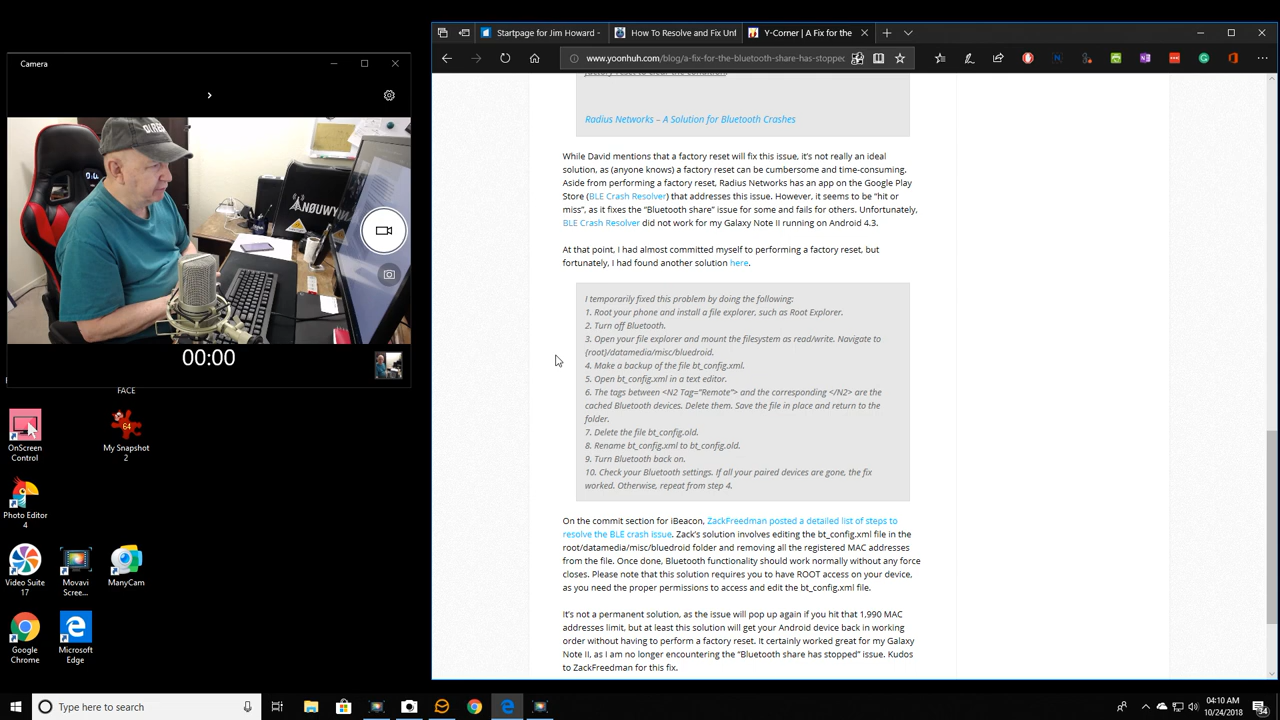 Startpage for Jim Howard -
How To Resolve and Fix Unf
Y-Corner | A Fix for the
Camera
www.yoonhuh.com/blog/a-fix-for-the-bluetooth-share-has-stopped
factory reset to clear the condition.
Radius Networks – A Solution for Bluetooth Crashes
While David mentions that a factory reset will fix this issue, it's not really an ideal
solution, as (anyone knows) a factory reset can be cumbersome and time-consuming.
Aside from performing a factory reset, Radius Networks has an app on the Google Play
Store (BLE Crash Resolver) that addresses this issue. However, it seems to be "hit or
miss", as it fixes the "Bluetooth share" issue for some and fails for others. Unfortunately,
BLE Crash Resolver did not work for my Galaxy Note II running on Android 4.3.
At that point, I had almost committed myself to performing a factory reset, but
fortunately, I had found another solution here.
I temporarily fixed this problem by doing the following:
1. Root your phone and install a file explorer, such as Root Explorer.
2. Turn off Bluetooth.
3. Open your file explorer and mount the filesystem as read/write. Navigate to
{root}/datamedia/misc/bluedroid.
4. Make a backup of the file bt_config.xml.
5. Open bt_config.xml in a text editor.
6. The tags between <N2 Tag="Remote"> and the corresponding </N2> are the
cached Bluetooth devices. Delete them. Save the file in place and return to the
folder.
7. Delete the file bt_config.old.
8. Rename bt_config.xml to bt_config.old.
9. Turn Bluetooth back on.
10. Check your Bluetooth settings. If all your paired devices are gone, the fix
worked. Otherwise, repeat from step 4.
On the commit section for iBeacon, ZackFreedman posted a detailed list of steps to
resolve the BLE crash issue. Zack's solution involves editing the bt_config.xml file in the
root/datamedia/misc/bluedroid folder and removing all the registered MAC addresses
from the file. Once done, Bluetooth functionality should work normally without any force
closes. Please note that this solution requires you to have ROOT access on your device,
as you need the proper permissions to access and edit the bt_config.xml file.
It's not a permanent solution, as the issue will pop up again if you hit that 1,990 MAC
addresses limit, but at least this solution will get your Android device back in working
order without having to perform a factory reset. It certainly worked great for my Galaxy
Note II, as I am no longer encountering the "Bluetooth share has stopped" issue. Kudos
to ZackFreedman for this fix.
00:00
FACE
OnScreen
Control
64
My Snapshot
2
Photo Editor
4
Video Suite
17
Movavi
Scree...
ManyCam
Google
Chrome
Microsoft
Edge
Type here to search
04:10 AM
10/24/2018
34